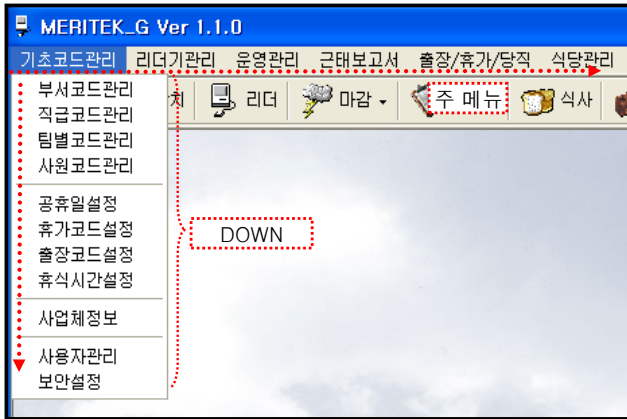 MERITEK_G Ver 1.1.0
기초코드관리 리더기관리 운영관리 근태보고서 출장/휴가/당직 식당관리
치 리더 마감 주 메뉴 식사
부서코드관리
직급코드관리
팀별코드관리
사원코드관리
공휴일설정
휴가코드설정
출장코드설정
휴식시간설정
사업체정보
사용자관리
보안설정
DOWN